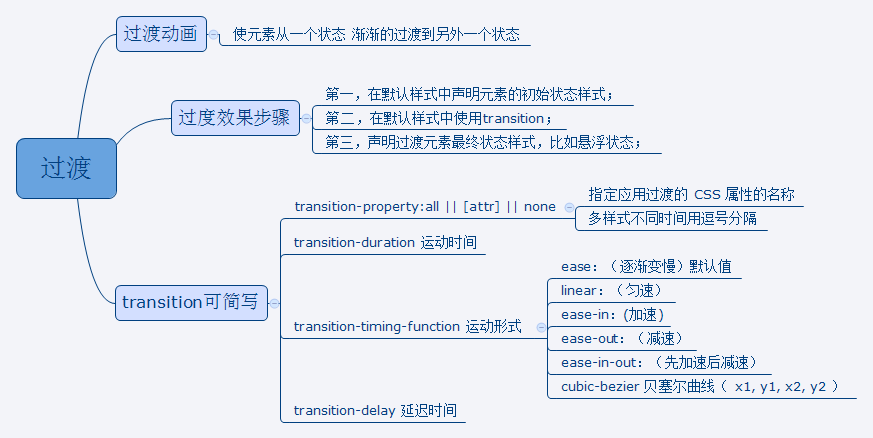 过渡
过渡动画
使元素从一个状态 渐渐的过渡到另外一个状态
过度效果步骤
第一，在默认样式中声明元素的初始状态样式；
第二，在默认样式中使用transition；
第三，声明过渡元素最终状态样式，比如悬浮状态；
transition可简写
transition-property:all || [attr] || none
指定应用过渡的 CSS 属性的名称
多样式不同时间用逗号分隔
transition-duration 运动时间
transition-timing-function 运动形式
ease：（逐渐变慢）默认值
linear：（匀速）
ease-in：(加速)
ease-out：（减速）
ease-in-out：（先加速后减速）
cubic-bezier 贝塞尔曲线（ x1, y1, x2, y2 ）
transition-delay 延迟时间